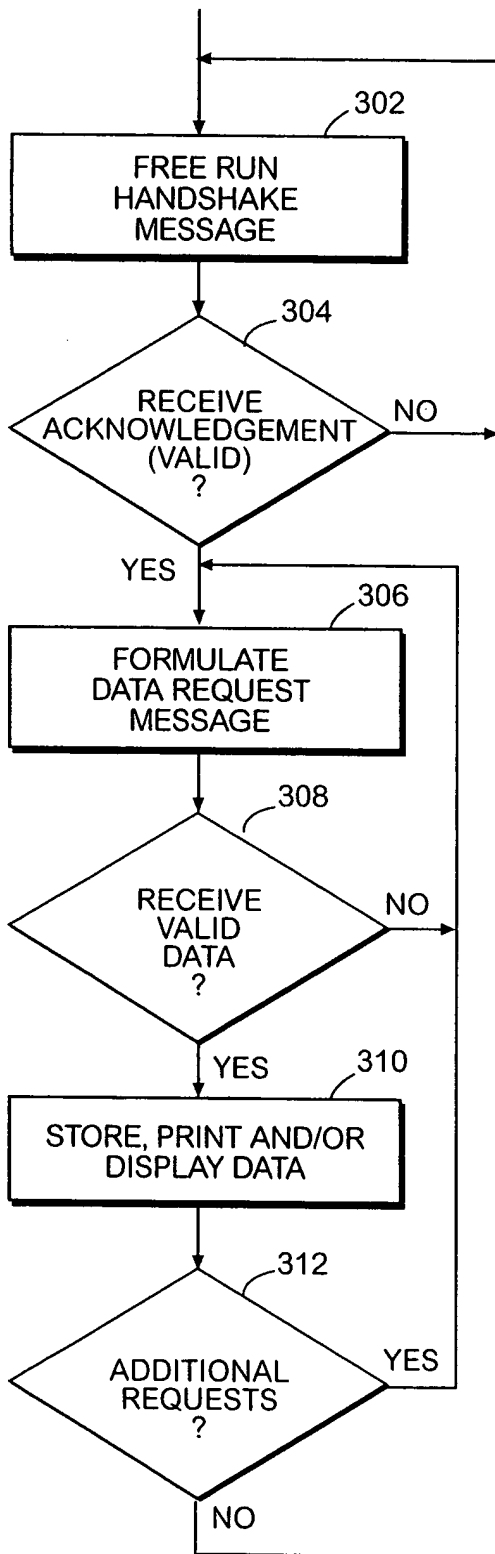 302
FREE RUN
HANDSHAKE
MESSAGE
304
RECEIVE
ACKNOWLEDGEMENT
(VALID)
?
NO
YES
306
FORMULATE
DATA REQUEST
MESSAGE
308
RECEIVE
VALID
DATA
?
NO
YES
310
STORE, PRINT AND/OR
DISPLAY DATA
312
ADDITIONAL
REQUESTS
?
YES
NO